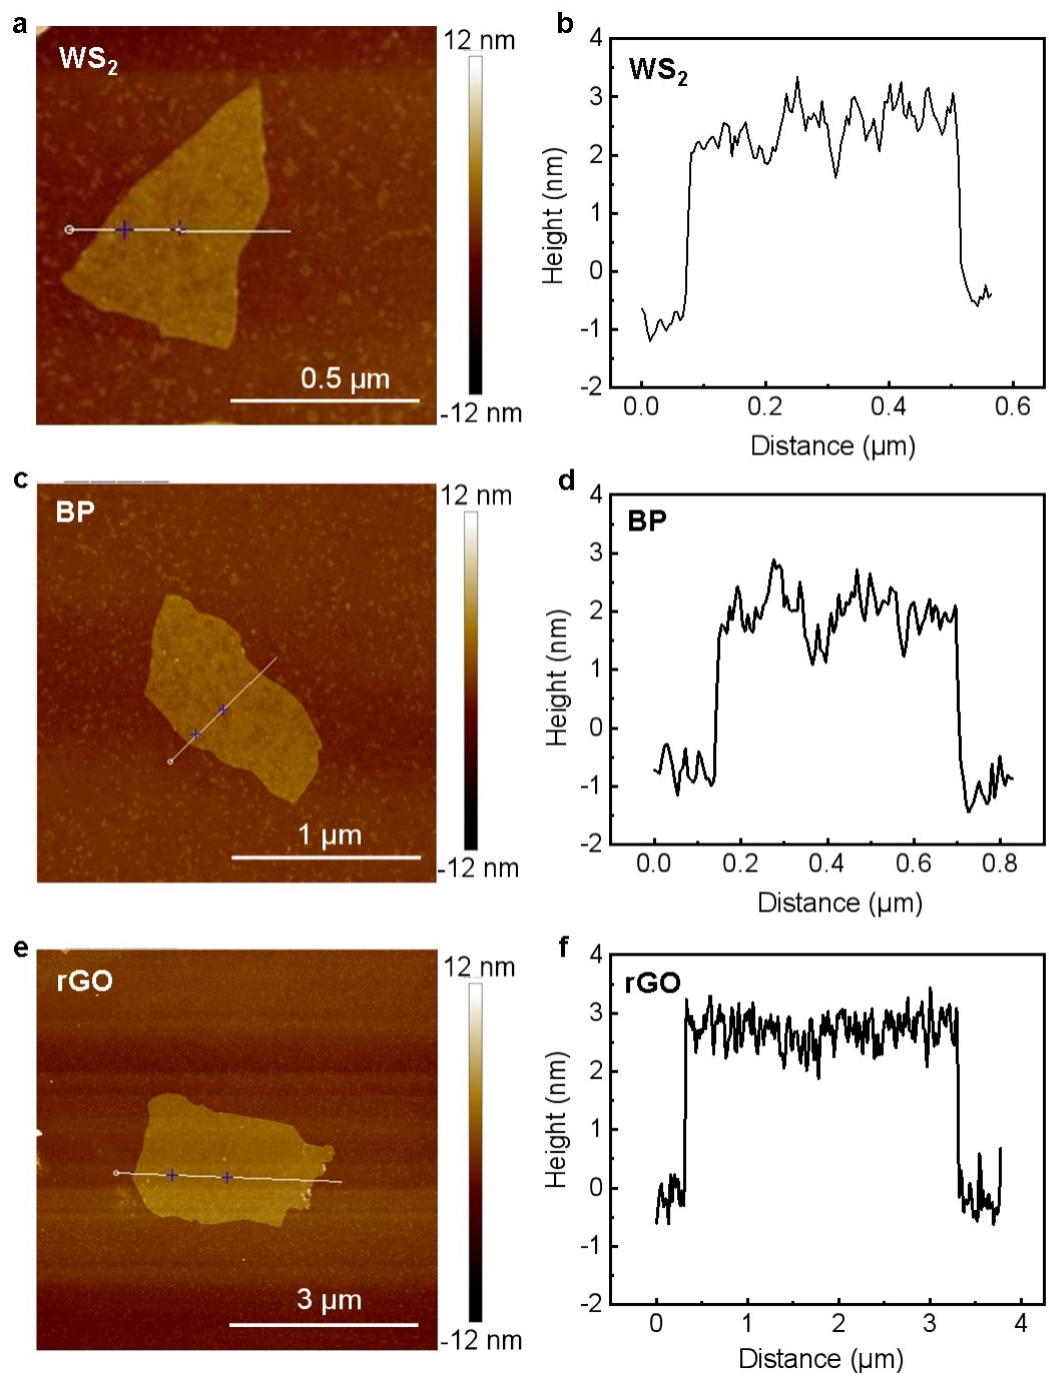 a
WS2
12 nm
0.5 µm
-12 nm
b
WS2
Height (nm)
4
3
2
1
0
-1
-2
0.0 0.2 0.4 0.6
Distance (µm)
c
BP
12 nm
1 µm
-12 nm
d
BP
Height (nm)
4
3
2
1
0
-1
-2
0.0 0.2 0.4 0.6 0.8
Distance (µm)
e
rGO
12 nm
3 µm
-12 nm
f
rGO
Height (nm)
4
3
2
1
0
-1
-2
0 1 2 3 4
Distance (µm)